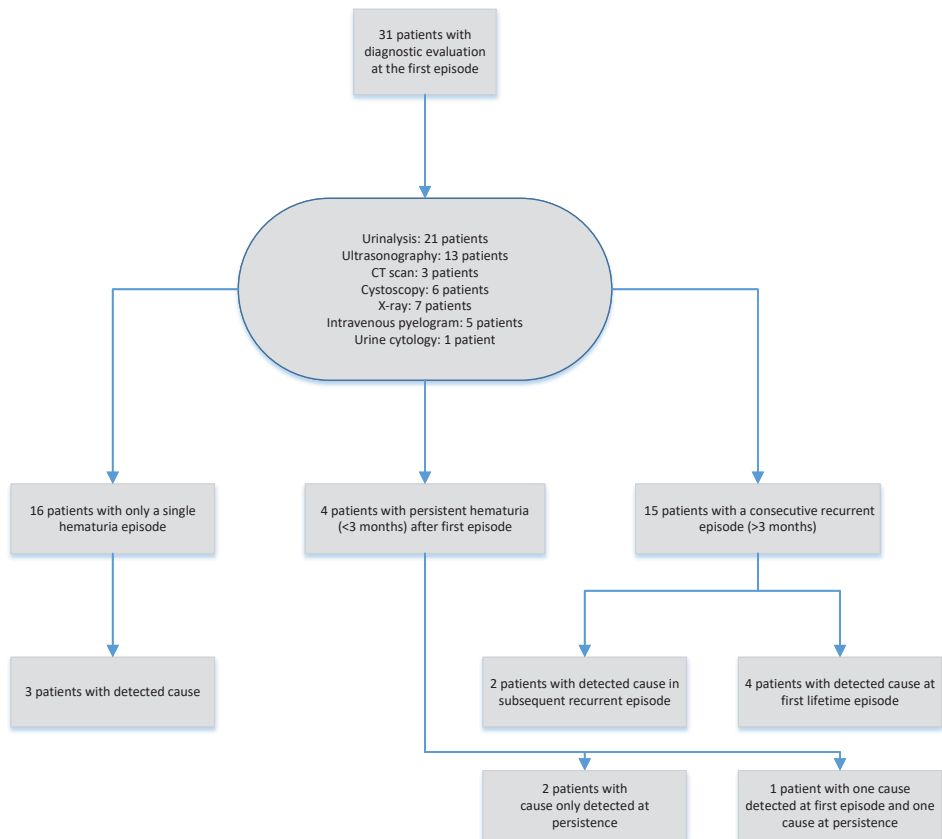 31 patients with
diagnostic evaluation
at the first episode
Urinalysis: 21 patients
Ultrasonography: 13 patients
CT scan: 3 patients
Cystoscopy: 6 patients
X-ray: 7 patients
Intravenous pyelogram: 5 patients
Urine cytology: 1 patient
16 patients with only a single
hematuria episode
4 patients with persistent hematuria
(<3 months) after first episode
15 patients with a consecutive recurrent
episode (>3 months)
3 patients with detected cause
2 patients with detected cause in
subsequent recurrent episode
4 patients with detected cause at
first lifetime episode
2 patients with
cause only detected at
persistence
1 patient with one cause
detected at first episode and one
cause at persistence